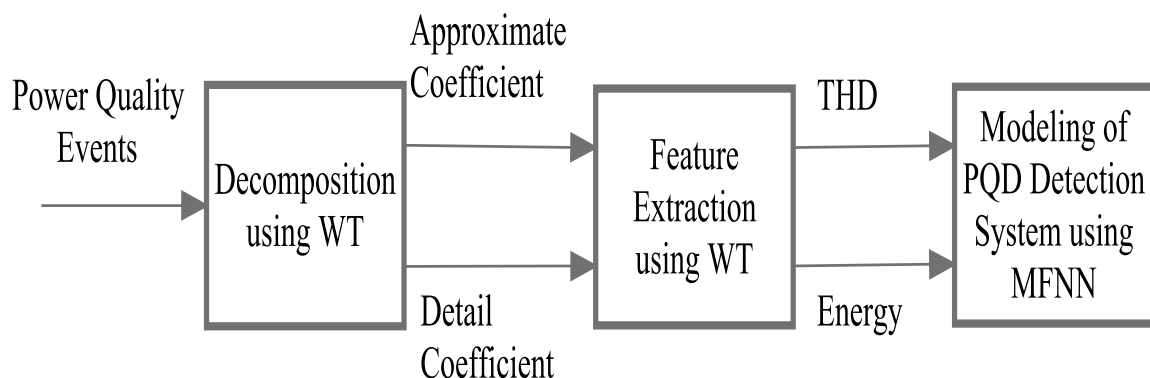 Power Quality
Events
Decomposition
using WT
Approximate
Coefficient
Detail
Coefficient
Feature
Extraction
using WT
THD
Energy
Modeling of
PQD Detection
System using
MFNN